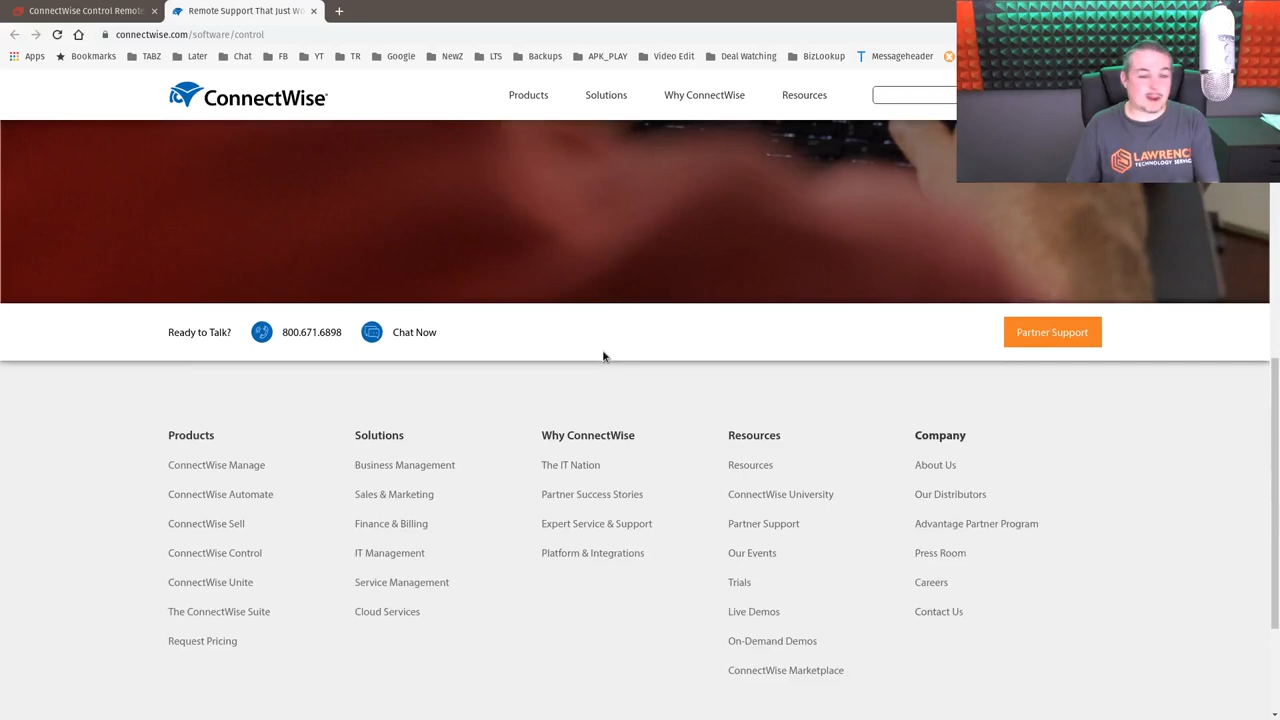 ConnectWise Control Remote
Remote Support That Just Wo
connectwise.com/software/control
Apps Bookmarks TABZ Later Chat FB YT TR Google NewZ LTS Backups APK_PLAY Video Edit Deal Watching BizLookup Messageheader
ConnectWise
Products Solutions Why ConnectWise Resources
LAWRENC
TECHNOLOGY SERVIC
Ready to Talk? 800.671.6898 Chat Now Partner Support
Products Solutions Why ConnectWise Resources Company
ConnectWise Manage Business Management The IT Nation Resources About Us
ConnectWise Automate Sales & Marketing Partner Success Stories ConnectWise University Our Distributors
ConnectWise Sell Finance & Billing Expert Service & Support Partner Support Advantage Partner Program
ConnectWise Control IT Management Platform & Integrations Our Events Press Room
ConnectWise Unite Service Management Trials Careers
The ConnectWise Suite Cloud Services Live Demos Contact Us
Request Pricing On-Demand Demos
ConnectWise Marketplace